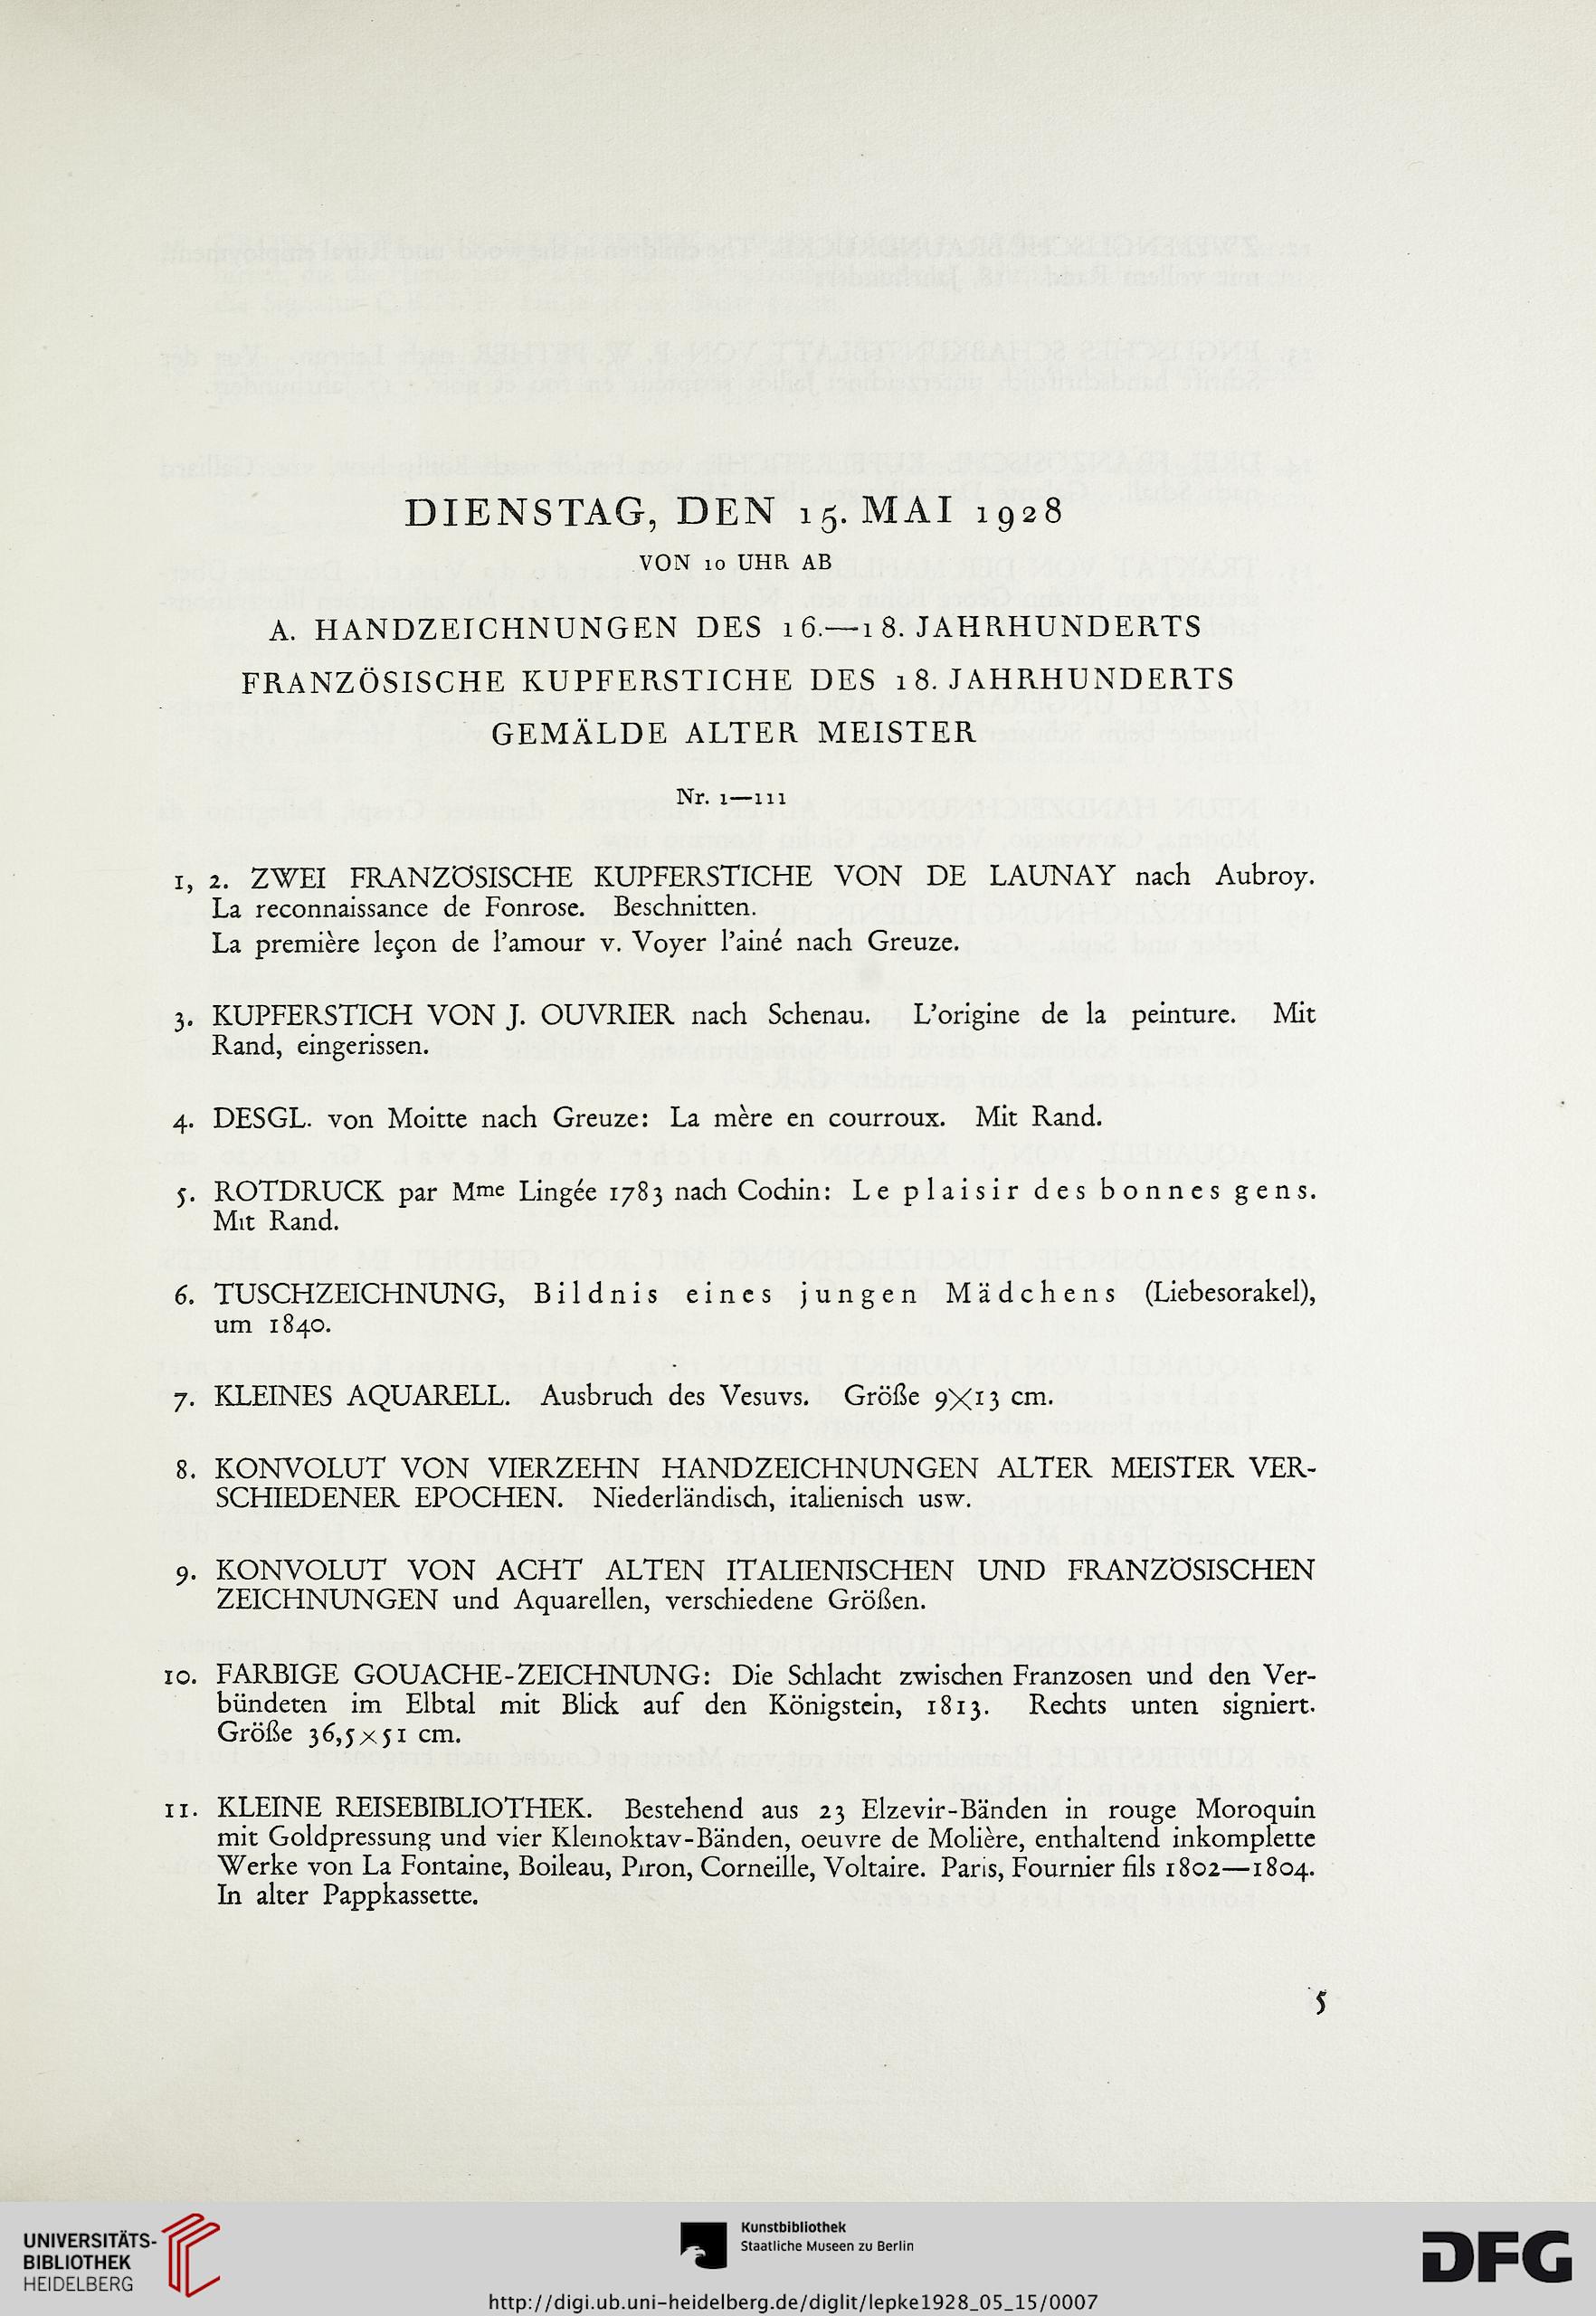 DIENSTAG, DEN 15. MAI 1928
VON 10 UHR AB
A. HANDZEICHNUNGEN DES 16.—18. JAHRHUNDERTS
FRANZÖSISCHE KUPFERSTICHE DES 18. JAHRHUNDERTS
GEMÄLDE ALTER MEISTER
Nr. 1—111
1, 2. ZWEI FRANZÖSISCHE KUPFERSTICHE VON DE LAUNAY nach Aubroy.
La reconnaissance de Fonrose. Beschnitten.
La première leçon de l'amour v. Voyer l'ainé nach Greuze.
3. KUPFERSTICH VON J. OUVRIER nach Schenau. L'origine de la peinture. Mit
Rand, eingerissen.
4. DESGL. von Moitte nach Greuze: La mère en courroux. Mit Rand.
5. ROTDRUCK par Mme Lingée 1783 nach Cochin: Le plaisir des bonnes gens.
Mit Rand.
6. TUSCHZEICHNUNG, Bildnis eines jungen Mädchens (Liebesorakel),
um 1840.
7. KLEINES AQUARELL. Ausbruch des Vesuvs. Größe 9×13 cm.
8. KONVOLUT VON VIERZEHN HANDZEICHNUNGEN ALTER MEISTER VER-
SCHIEDENER EPOCHEN. Niederländisch, italienisch usw.
9. KONVOLUT VON ACHT ALTEN ITALIENISCHEN UND FRANZÖSISCHEN
ZEICHNUNGEN und Aquarellen, verschiedene Größen.
10. FARBIGE GOUACHE-ZEICHNUNG: Die Schlacht zwischen Franzosen und den Ver-
bündeten im Elbtal mit Blick auf den Königstein, 1813. Rechts unten signiert.
Größe 36,5×51 cm.
11. KLEINE REISEBIBLIOTHEK. Bestehend aus 23 Elzevir-Bänden in rouge Moroquin
mit Goldpressung und vier Kleinoktav-Bänden, oeuvre de Molière, enthaltend inkomplette
Werke von La Fontaine, Boileau, Piron, Corneille, Voltaire. Paris, Fournier fils 1802—1804.
In alter Pappkassette.
5
UNIVERSITÄTS-
BIBLIOTHEK
HEIDELBERG
Kunstbibliothek
Staatliche Museen zu Berlin
DFG
http://digi.ub.uni-heidelberg.de/diglit/lepke1928_05_15/0007